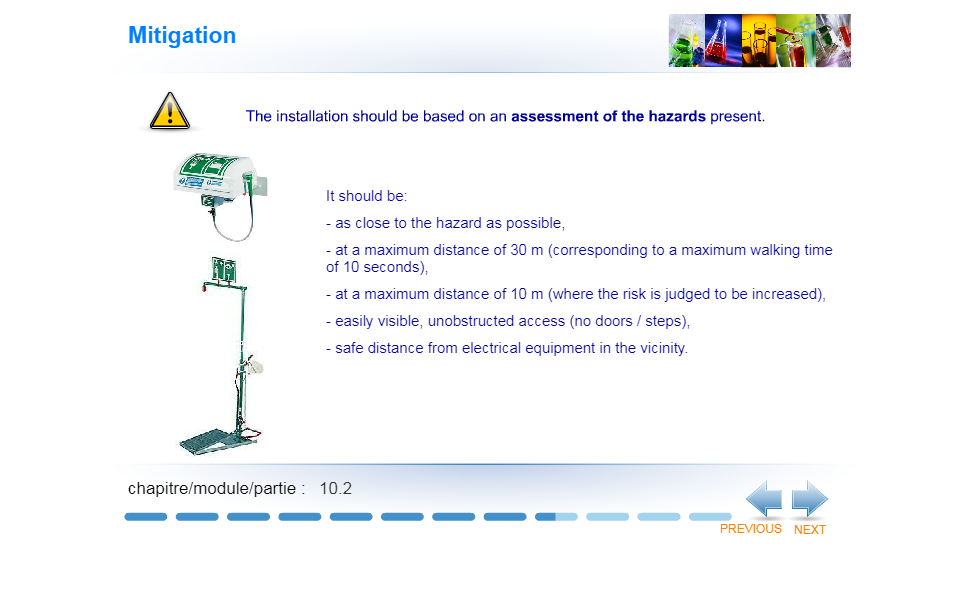 Mitigation
The installation should be based on an assessment of the hazards present.
It should be:
- as close to the hazard as possible,
- at a maximum distance of 30 m (corresponding to a maximum walking time
of 10 seconds),
- at a maximum distance of 10 m (where the risk is judged to be increased),
- easily visible, unobstructed access (no doors / steps),
- safe distance from electrical equipment in the vicinity.
chapitre/module/partie : 10.2
PREVIOUS NEXT